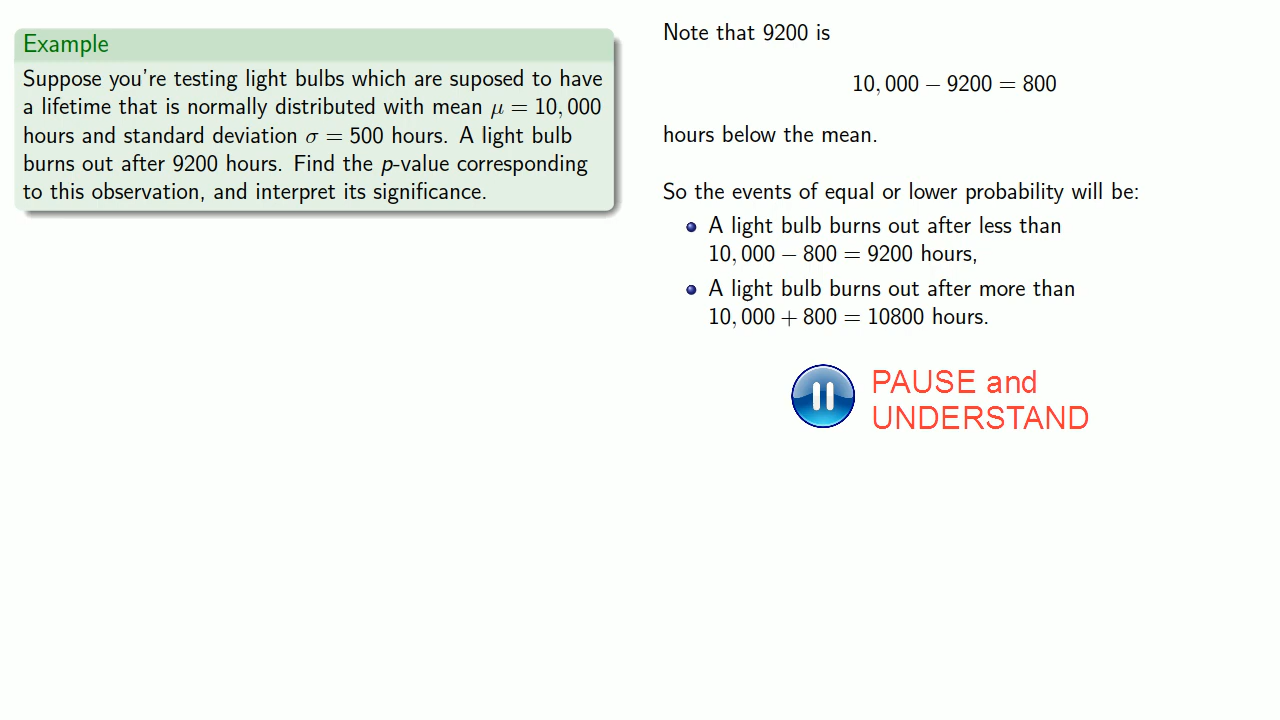 Example
Suppose you're testing light bulbs which are suposed to have
a lifetime that is normally distributed with mean μ = 10, 000
hours and standard deviation σ = 500 hours. A light bulb
burns out after 9200 hours. Find the p-value corresponding
to this observation, and interpret its significance.
Note that 9200 is
10, 000 − 9200 = 800
hours below the mean.
So the events of equal or lower probability will be:
A light bulb burns out after less than
10, 000 − 800 = 9200 hours,
A light bulb burns out after more than
10, 000 + 800 = 10800 hours.
PAUSE and
UNDERSTAND